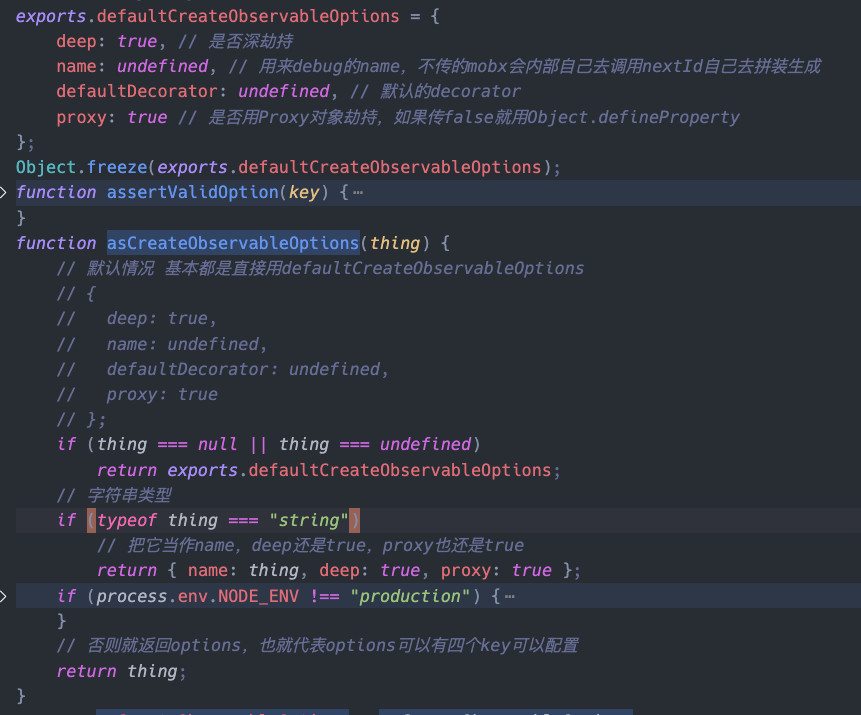 exports.defaultCreateObservableOptions = {
    deep: true, // 是否深劫持
    name: undefined, // 用来debug的name，不传的mobx会内部自己去调用nextId自己去拼装生成
    defaultDecorator: undefined, // 默认的decorator
    proxy: true // 是否用Proxy对象劫持，如果传false就用Object.defineProperty
};
Object.freeze(exports.defaultCreateObservableOptions);
function assertValidOption(key) {…
}
function asCreateObservableOptions(thing) {
    // 默认情况 基本都是直接用defaultCreateObservableOptions
    // {
    //   deep: true,
    //   name: undefined,
    //   defaultDecorator: undefined,
    //   proxy: true
    // };
    if (thing === null || thing === undefined)
        return exports.defaultCreateObservableOptions;
    // 字符串类型
    if (typeof thing === "string")
        // 把它当作name，deep还是true，proxy也还是true
        return { name: thing, deep: true, proxy: true };
    if (process.env.NODE_ENV !== "production") {…
    }
    // 否则就返回options，也就代表options可以有四个key可以配置
    return thing;
}